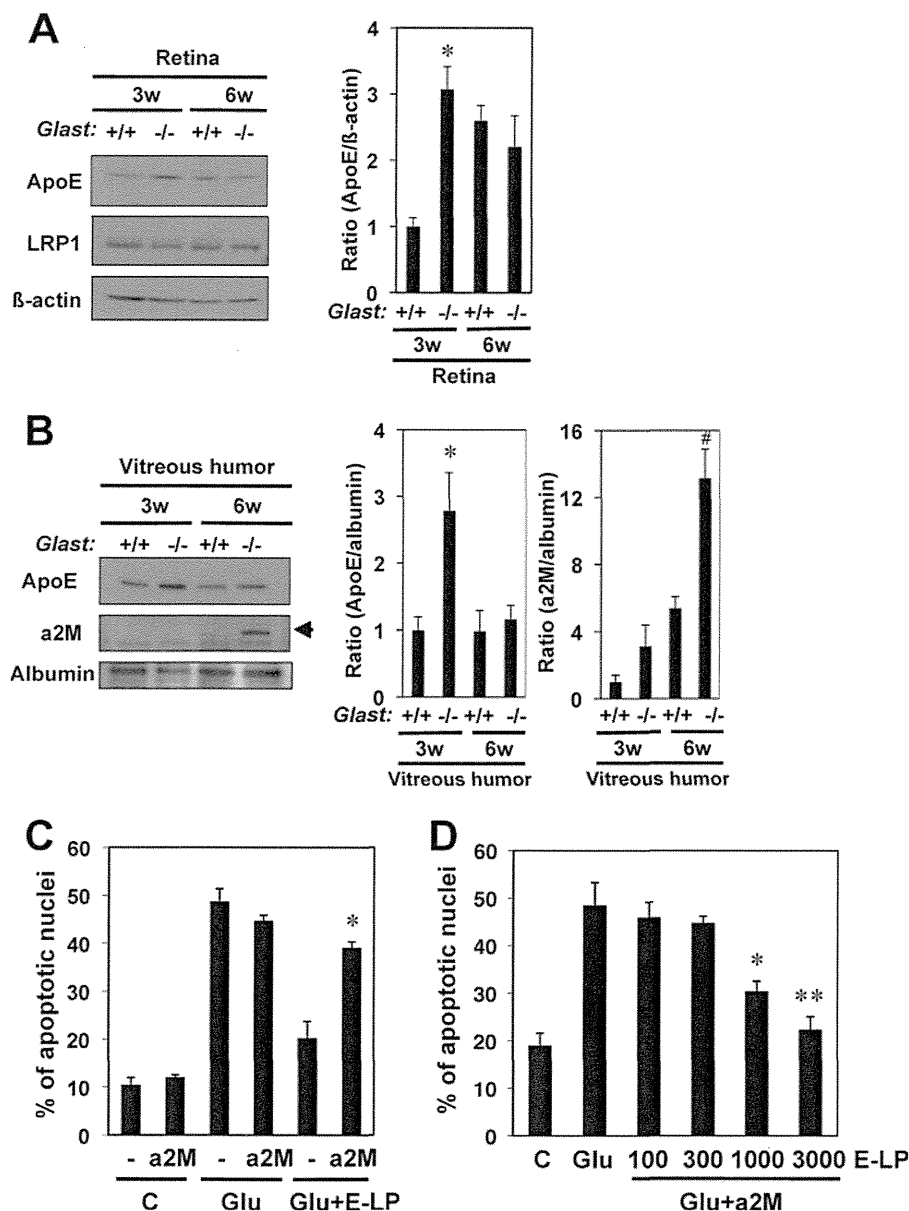 A
Retina
3w 6w
Glast: +/+ -/- +/+ -/-
ApoE
LRP1
ß-actin
Ratio (ApoE/ß-actin)
4
3
2
1
0
*
Glast: +/+ -/- +/+ -/-
3w 6w
Retina
B
Vitreous humor
3w 6w
Glast: +/+ -/- +/+ -/-
ApoE
a2M
Albumin
Ratio (ApoE/albumin)
4
3
2
1
0
*
Glast: +/+ -/- +/+ -/-
3w 6w
Vitreous humor
Ratio (a2M/albumin)
16
12
8
4
0
#
+/+ -/- +/+ -/-
3w 6w
Vitreous humor
C
% of apoptotic nuclei
60
50
40
30
20
10
0
*
- a2M - a2M - a2M
C Glu Glu+E-LP
D
% of apoptotic nuclei
60
50
40
30
20
10
0
*
**
C Glu 100 300 1000 3000 E-LP
Glu+a2M